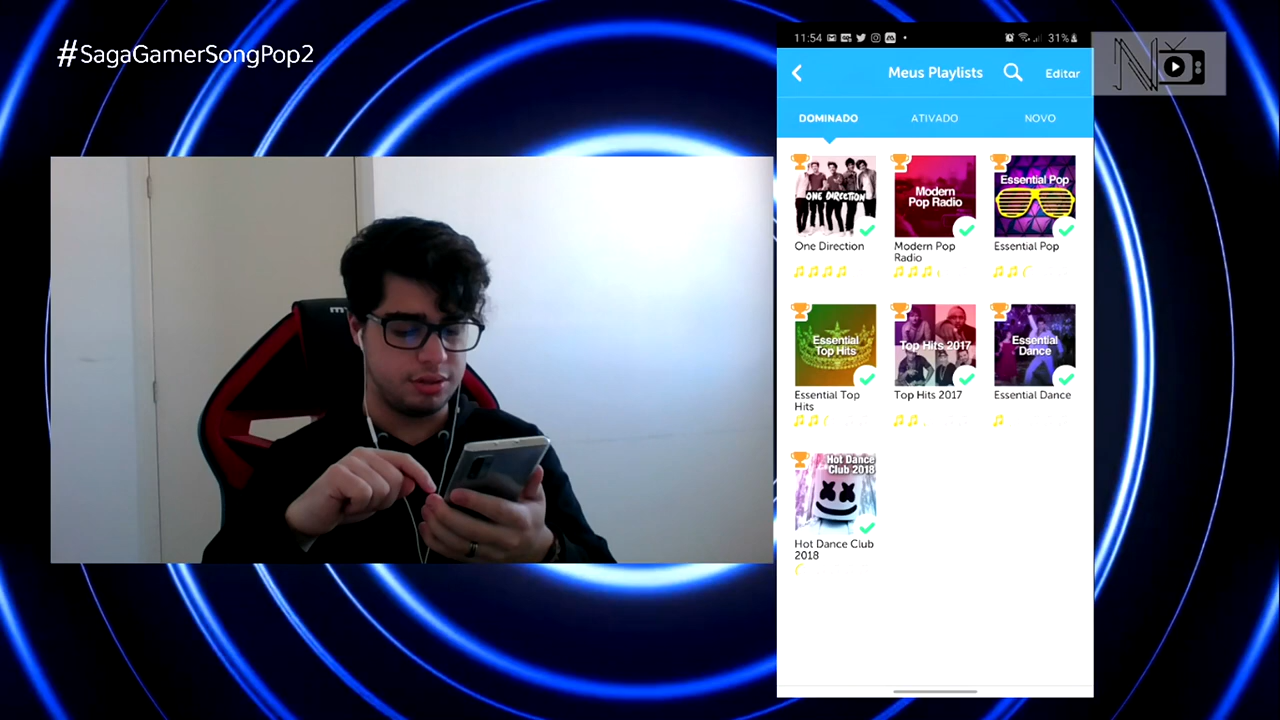 #SagaGamerSongPop2
11:54
31%
Meus Playlists
Editar
DOMINADO
ATIVADO
NOVO
ONE DIRECTION
Modern
Pop Radio
Essential Pop
One Direction
Modern Pop
Radio
Essential Pop
Essential
Top Hits
Top Hits 2017
Essential
Dance
Essential Top
Hits
Top Hits 2017
Essential Dance
Hot Dance
Club 2018
Hot Dance Club
2018